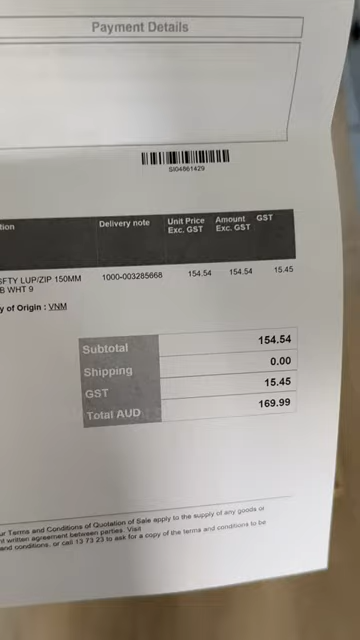 Payment Details
SI04861429
tion Delivery note Unit Price Exc. GST Amount Exc. GST GST
SFTY LUP/ZIP 150MM 1000-003285668 154.54 154.54 15.45
B WHT 9
y of Origin : VNM
Subtotal 154.54
Shipping 0.00
GST 15.45
Total AUD 169.99
ur Terms and Conditions of Quotation of Sale apply to the supply of any goods or
nt written agreement between parties. Visit
and conditions, or call 13 73 23 to ask for a copy of the terms and conditions to be